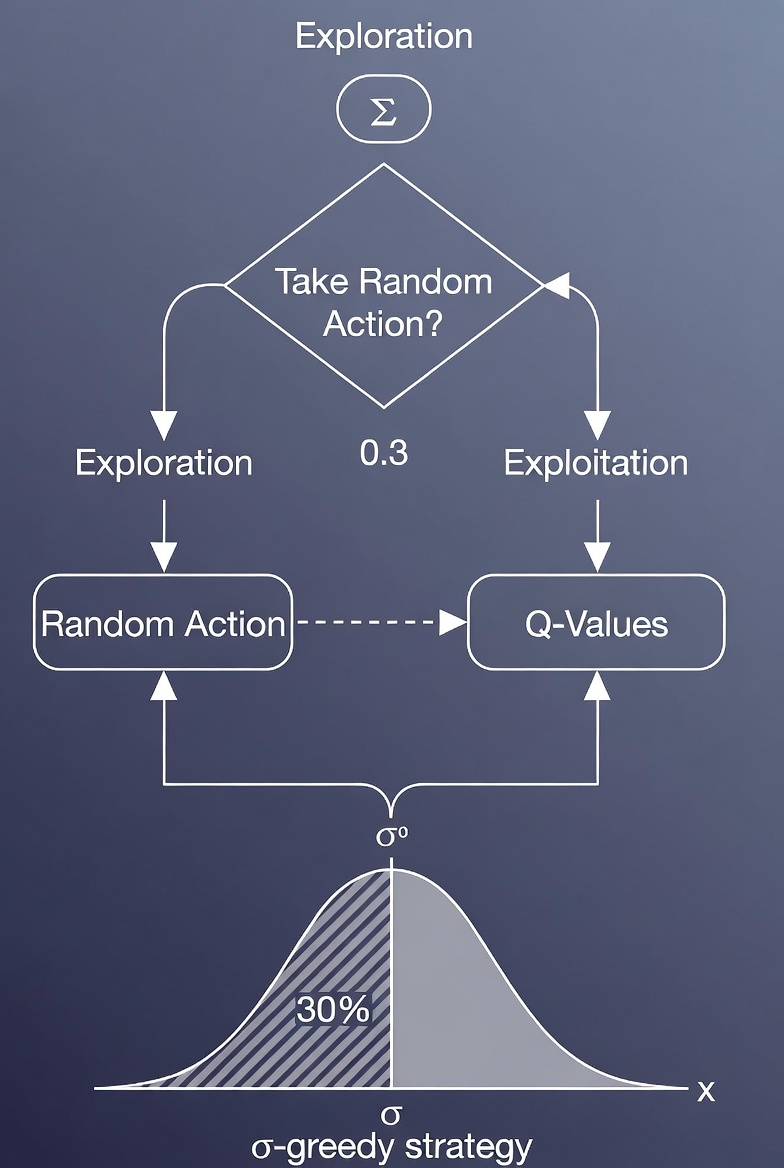 Exploration
Σ
Take Random
Action?
Exploration
0.3
Exploitation
Random Action
Q-Values
σ⁰
30%
x
σ
σ-greedy strategy